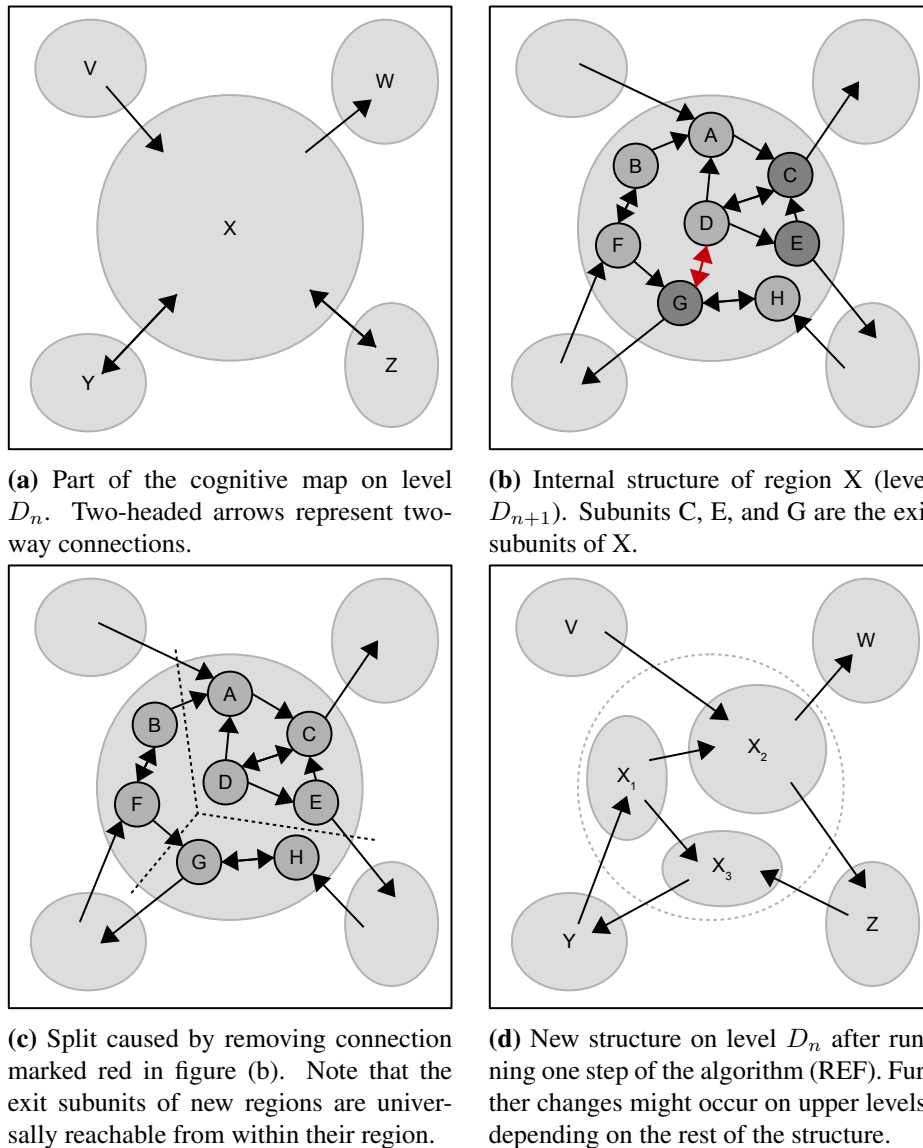 V
W
X
Y
Z
A
B
C
D
E
F
G
H
(a) Part of the cognitive map on level
D_n. Two-headed arrows represent two-
way connections.
(b) Internal structure of region X (leve
D_{n+1}). Subunits C, E, and G are the exi
subunits of X.
A
B
C
D
E
F
G
H
V
W
X_2
X_1
X_3
Y
Z
(c) Split caused by removing connection
marked red in figure (b). Note that the
exit subunits of new regions are univer-
sally reachable from within their region.
(d) New structure on level D_n after run-
ning one step of the algorithm (REF). Fur-
ther changes might occur on upper levels
depending on the rest of the structure.